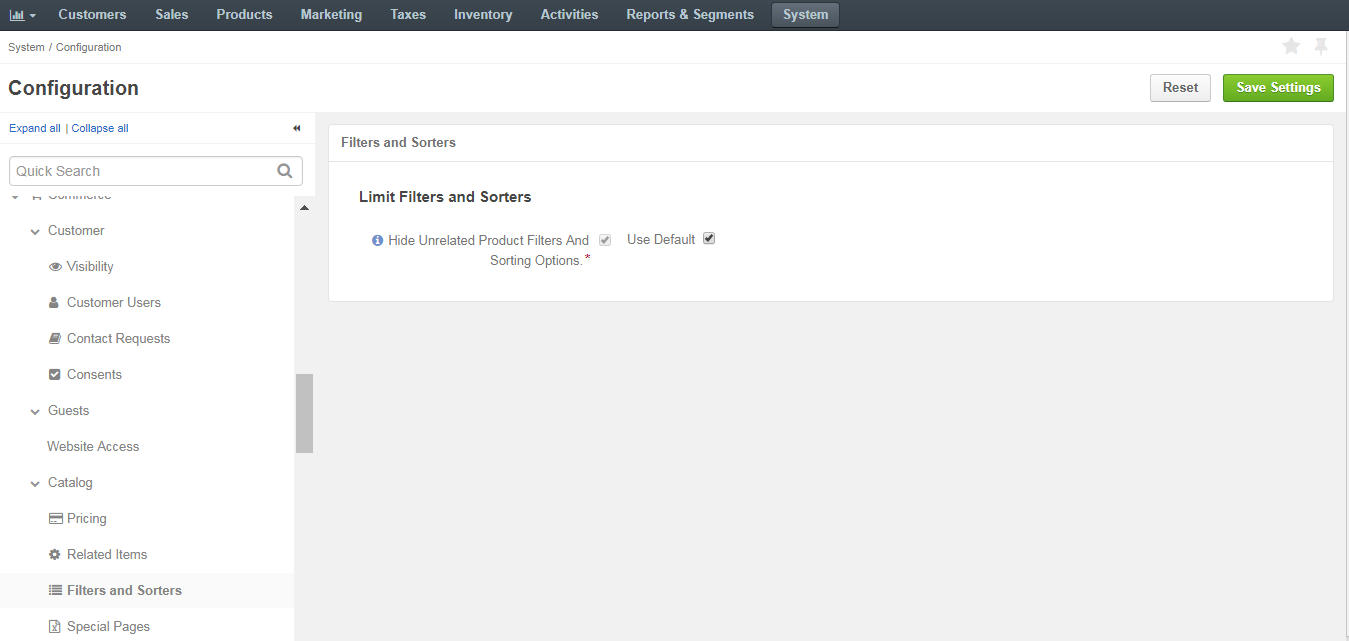 Customers Sales Products Marketing Taxes Inventory Activities Reports & Segments System
System / Configuration
Configuration
Reset Save Settings
Expand all | Collapse all
Quick Search
Commerce
Customer
Visibility
Customer Users
Contact Requests
Consents
Guests
Website Access
Catalog
Pricing
Related Items
Filters and Sorters
Special Pages
Filters and Sorters
Limit Filters and Sorters
Hide Unrelated Product Filters And Use Default
Sorting Options.*